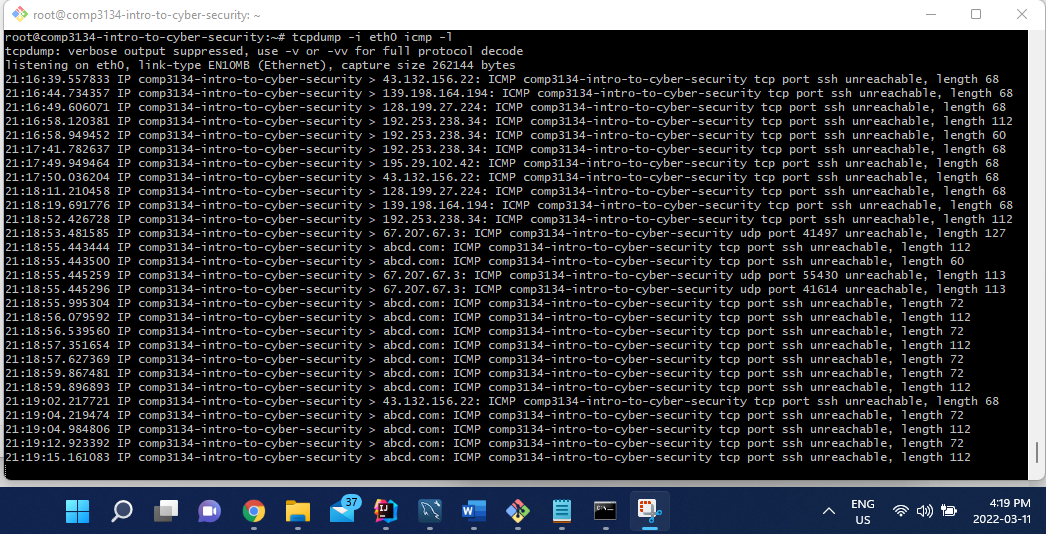 root@comp3134-intro-to-cyber-security: ~
root@comp3134-intro-to-cyber-security:~# tcpdump -i eth0 icmp -l
tcpdump: verbose output suppressed, use -v or -vv for full protocol decode
listening on eth0, link-type EN10MB (Ethernet), capture size 262144 bytes
21:16:39.557833 IP comp3134-intro-to-cyber-security > 43.132.156.22: ICMP comp3134-intro-to-cyber-security tcp port ssh unreachable, length 68
21:16:44.734357 IP comp3134-intro-to-cyber-security > 139.198.164.194: ICMP comp3134-intro-to-cyber-security tcp port ssh unreachable, length 68
21:16:49.606071 IP comp3134-intro-to-cyber-security > 128.199.27.224: ICMP comp3134-intro-to-cyber-security tcp port ssh unreachable, length 68
21:16:58.120381 IP comp3134-intro-to-cyber-security > 192.253.238.34: ICMP comp3134-intro-to-cyber-security tcp port ssh unreachable, length 112
21:16:58.949452 IP comp3134-intro-to-cyber-security > 192.253.238.34: ICMP comp3134-intro-to-cyber-security tcp port ssh unreachable, length 60
21:17:41.782637 IP comp3134-intro-to-cyber-security > 192.253.238.34: ICMP comp3134-intro-to-cyber-security tcp port ssh unreachable, length 68
21:17:49.949464 IP comp3134-intro-to-cyber-security > 195.29.102.42: ICMP comp3134-intro-to-cyber-security tcp port ssh unreachable, length 68
21:17:50.036204 IP comp3134-intro-to-cyber-security > 43.132.156.22: ICMP comp3134-intro-to-cyber-security tcp port ssh unreachable, length 68
21:18:11.210458 IP comp3134-intro-to-cyber-security > 128.199.27.224: ICMP comp3134-intro-to-cyber-security tcp port ssh unreachable, length 68
21:18:19.691776 IP comp3134-intro-to-cyber-security > 139.198.164.194: ICMP comp3134-intro-to-cyber-security tcp port ssh unreachable, length 68
21:18:52.426728 IP comp3134-intro-to-cyber-security > 192.253.238.34: ICMP comp3134-intro-to-cyber-security tcp port ssh unreachable, length 112
21:18:53.481585 IP comp3134-intro-to-cyber-security > 67.207.67.3: ICMP comp3134-intro-to-cyber-security udp port 41497 unreachable, length 127
21:18:55.443444 IP comp3134-intro-to-cyber-security > abcd.com: ICMP comp3134-intro-to-cyber-security tcp port ssh unreachable, length 112
21:18:55.443500 IP comp3134-intro-to-cyber-security > abcd.com: ICMP comp3134-intro-to-cyber-security tcp port ssh unreachable, length 60
21:18:55.445259 IP comp3134-intro-to-cyber-security > 67.207.67.3: ICMP comp3134-intro-to-cyber-security udp port 55430 unreachable, length 113
21:18:55.445296 IP comp3134-intro-to-cyber-security > 67.207.67.3: ICMP comp3134-intro-to-cyber-security udp port 41614 unreachable, length 113
21:18:55.995304 IP comp3134-intro-to-cyber-security > abcd.com: ICMP comp3134-intro-to-cyber-security tcp port ssh unreachable, length 72
21:18:56.079592 IP comp3134-intro-to-cyber-security > abcd.com: ICMP comp3134-intro-to-cyber-security tcp port ssh unreachable, length 112
21:18:56.539560 IP comp3134-intro-to-cyber-security > abcd.com: ICMP comp3134-intro-to-cyber-security tcp port ssh unreachable, length 72
21:18:57.351654 IP comp3134-intro-to-cyber-security > abcd.com: ICMP comp3134-intro-to-cyber-security tcp port ssh unreachable, length 112
21:18:57.627369 IP comp3134-intro-to-cyber-security > abcd.com: ICMP comp3134-intro-to-cyber-security tcp port ssh unreachable, length 72
21:18:59.867481 IP comp3134-intro-to-cyber-security > abcd.com: ICMP comp3134-intro-to-cyber-security tcp port ssh unreachable, length 72
21:18:59.896893 IP comp3134-intro-to-cyber-security > abcd.com: ICMP comp3134-intro-to-cyber-security tcp port ssh unreachable, length 112
21:19:02.217721 IP comp3134-intro-to-cyber-security > 43.132.156.22: ICMP comp3134-intro-to-cyber-security tcp port ssh unreachable, length 68
21:19:04.219474 IP comp3134-intro-to-cyber-security > abcd.com: ICMP comp3134-intro-to-cyber-security tcp port ssh unreachable, length 72
21:19:04.984806 IP comp3134-intro-to-cyber-security > abcd.com: ICMP comp3134-intro-to-cyber-security tcp port ssh unreachable, length 112
21:19:12.923392 IP comp3134-intro-to-cyber-security > abcd.com: ICMP comp3134-intro-to-cyber-security tcp port ssh unreachable, length 72
21:19:15.161083 IP comp3134-intro-to-cyber-security > abcd.com: ICMP comp3134-intro-to-cyber-security tcp port ssh unreachable, length 112
37
IJ
W
ENG
US
4:19 PM
2022-03-11